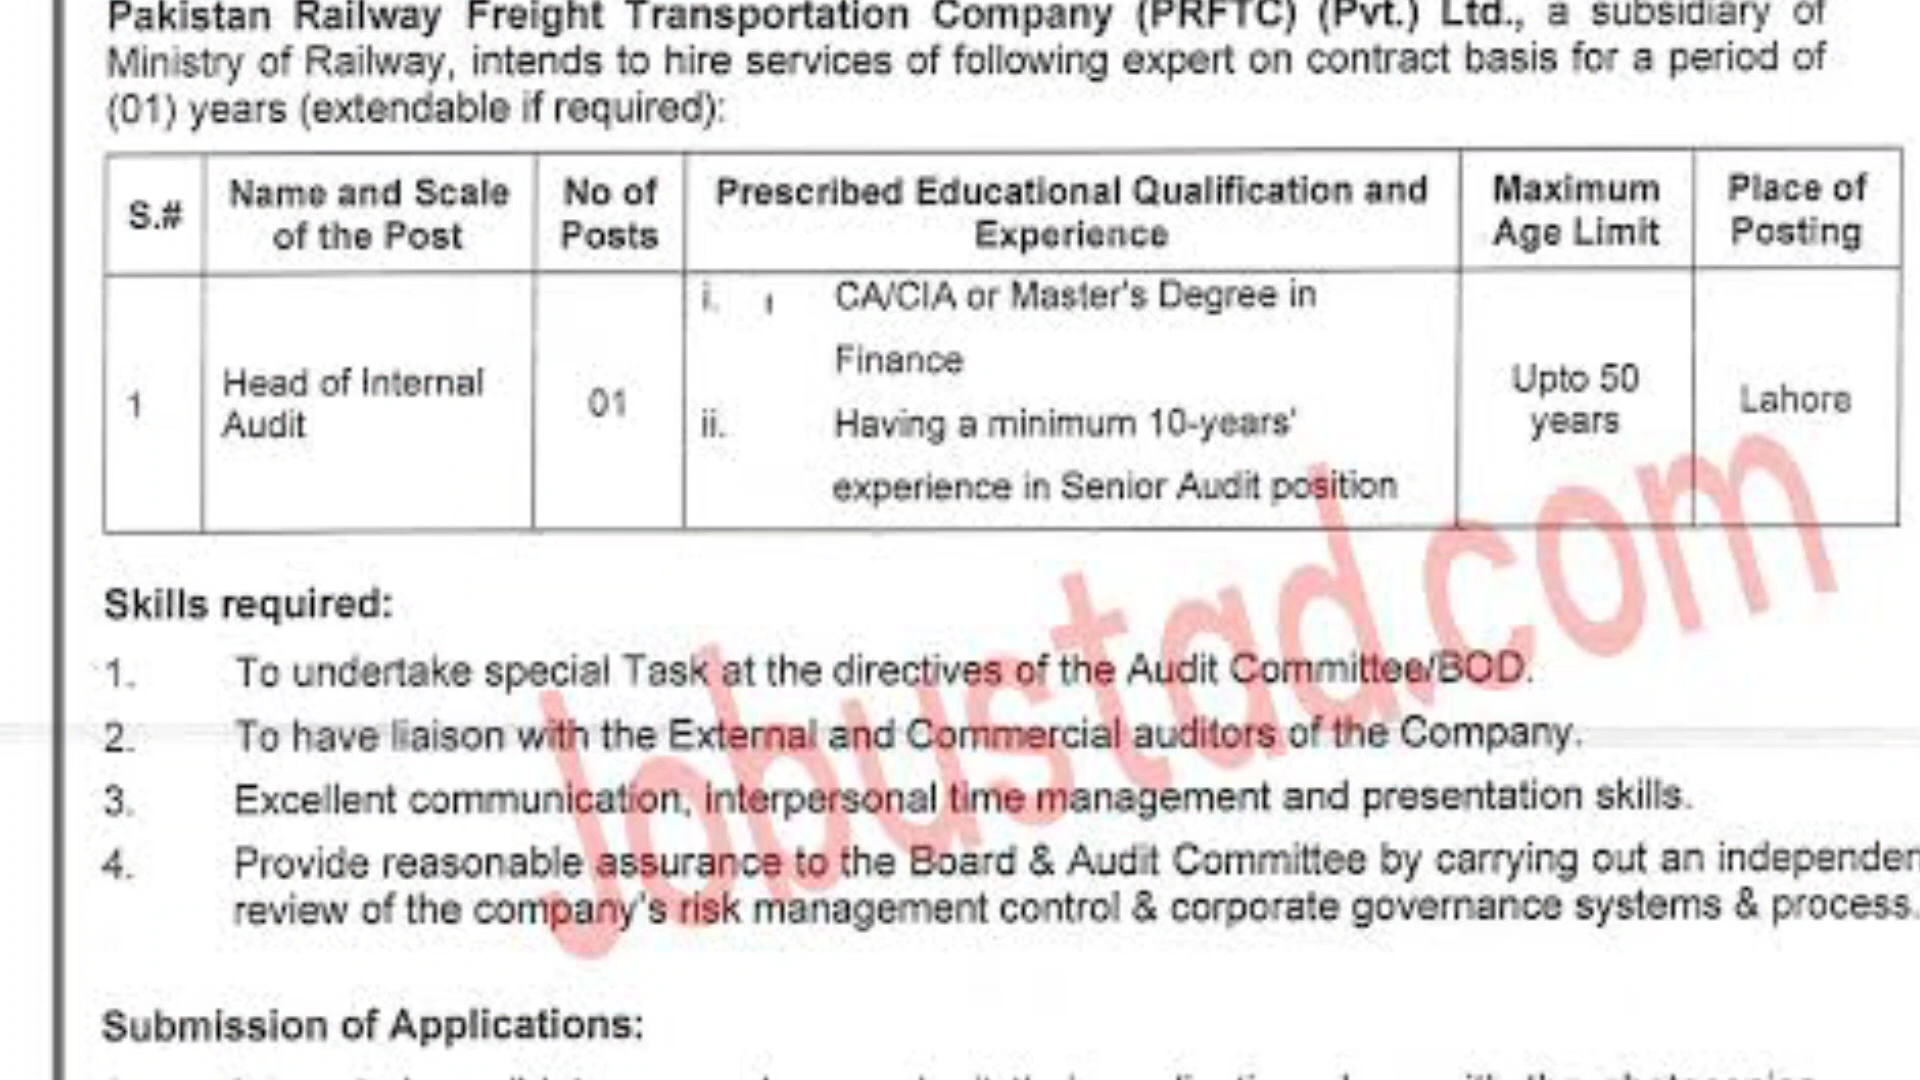 Pakistan Railway Freight Transportation Company (PRFTC) (Pvt.) Ltd., a subsidiary of
Ministry of Railway, intends to hire services of following expert on contract basis for a period of
(01) years (extendable if required):
S.# Name and Scale of the Post No of Posts Prescribed Educational Qualification and Experience Maximum Age Limit Place of Posting
1 Head of Internal Audit 01
i. CA/CIA or Master's Degree in
Finance
ii. Having a minimum 10-years'
experience in Senior Audit position
Upto 50 years Lahore
Skills required:
1. To undertake special Task at the directives of the Audit Committee/BOD.
2. To have liaison with the External and Commercial auditors of the Company.
3. Excellent communication, interpersonal time management and presentation skills.
4. Provide reasonable assurance to the Board & Audit Committee by carrying out an independen
review of the company's risk management control & corporate governance systems & process.
Submission of Applications:
Jobustad.com